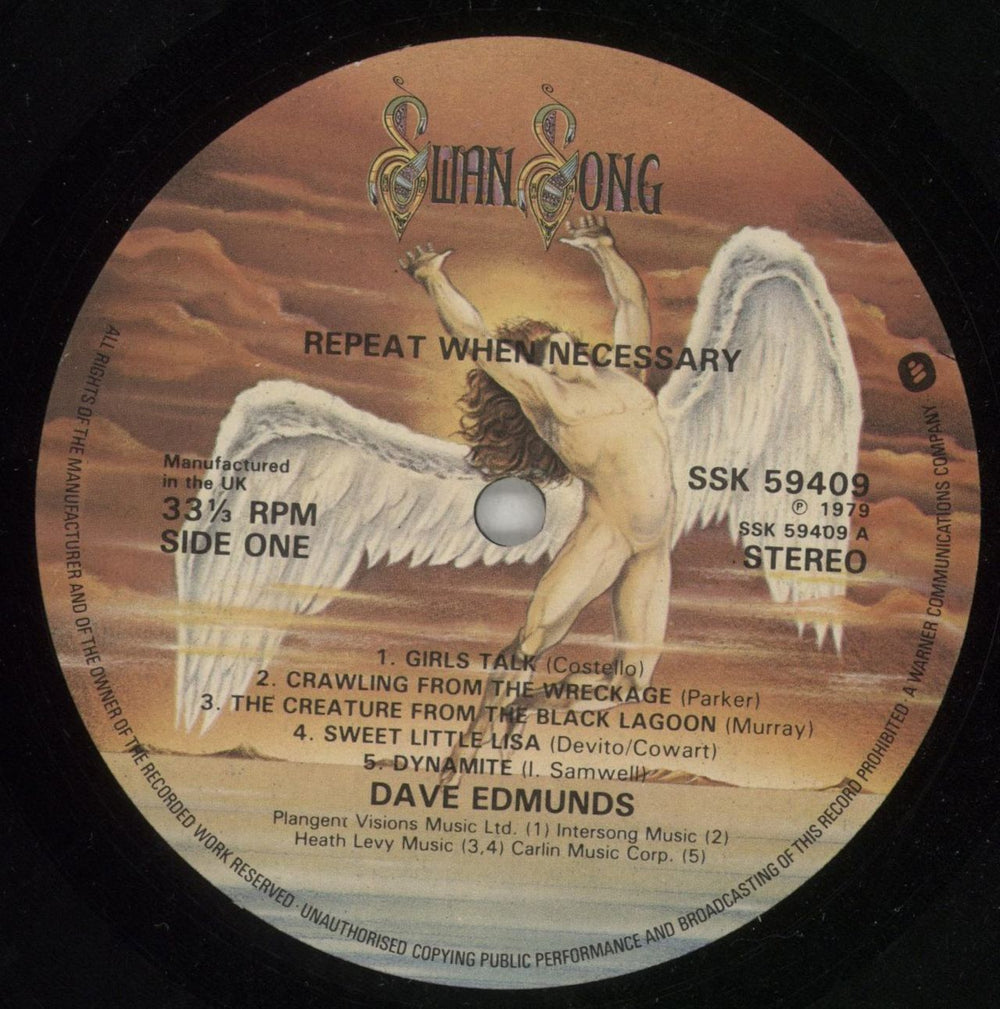 SWAN SONG
REPEAT WHEN NECESSARY
Manufactured
in the UK
33⅓ RPM
SIDE ONE
SSK 59409
℗ 1979
SSK 59409 A
STEREO
1. GIRLS TALK (Costello)
2. CRAWLING FROM THE WRECKAGE (Parker)
3. THE CREATURE FROM THE BLACK LAGOON (Murray)
4. SWEET LITTLE LISA (Devito/Cowart)
5. DYNAMITE (I. Samwell)
DAVE EDMUNDS
Plangent Visions Music Ltd. (1) Intersong Music (2)
Heath Levy Music (3,4) Carlin Music Corp. (5)
ALL RIGHTS OF THE MANUFACTURER AND OF THE OWNER OF THE RECORDED WORK RESERVED · UNAUTHORISED COPYING PUBLIC PERFORMANCE AND BROADCASTING OF THIS RECORD PROHIBITED A WARNER COMMUNICATIONS COMPANY